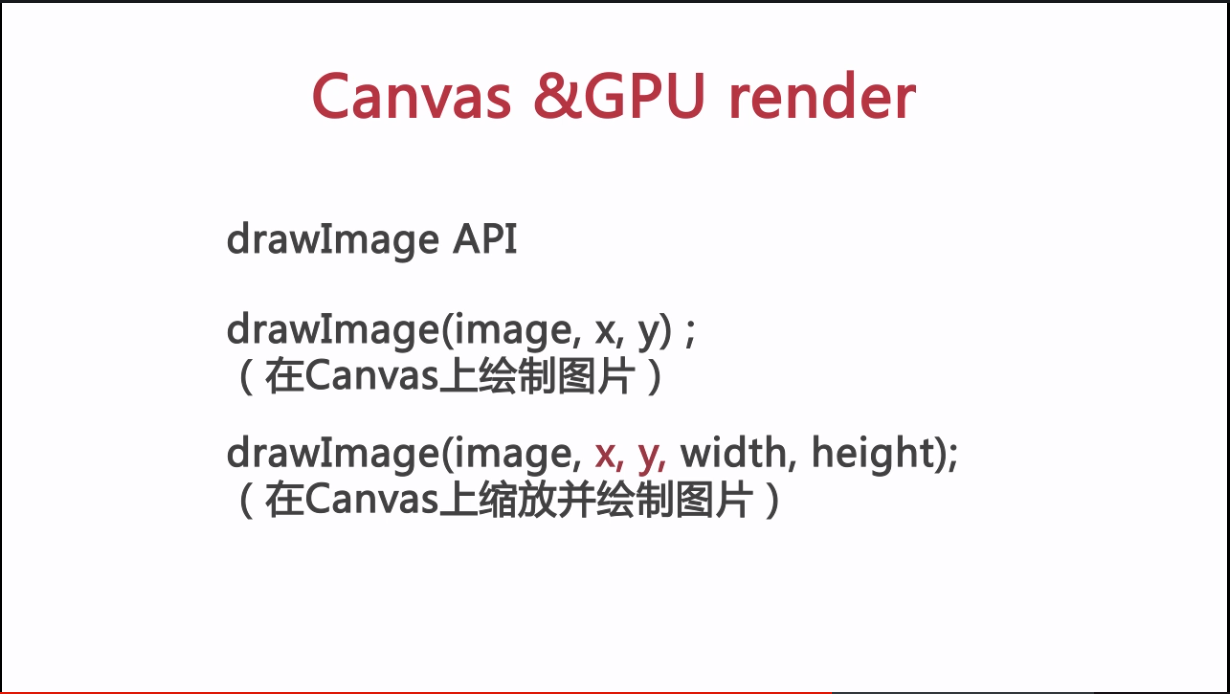 Canvas &GPU render
drawImage API
drawImage(image, x, y) ;
（在Canvas上绘制图片）
drawImage(image, x, y, width, height);
（在Canvas上缩放并绘制图片）